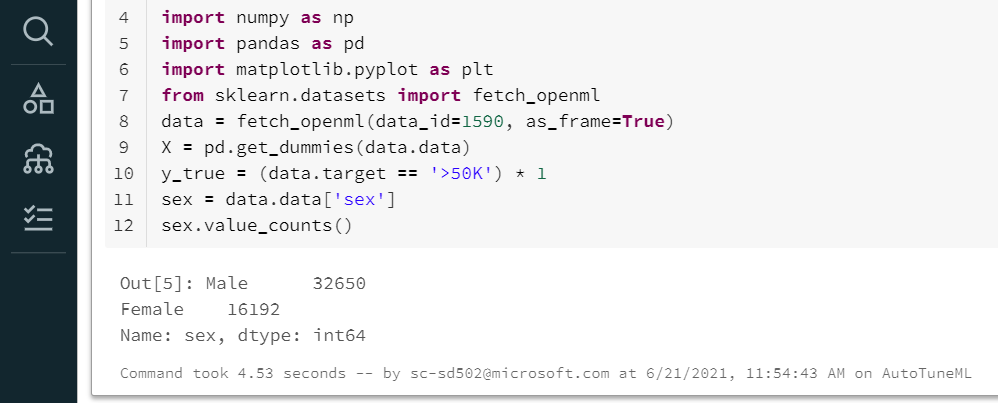 4 import numpy as np
5 import pandas as pd
6 import matplotlib.pyplot as plt
7 from sklearn.datasets import fetch_openml
8 data = fetch_openml(data_id=1590, as_frame=True)
9 X = pd.get_dummies(data.data)
10 y_true = (data.target == '>50K') * 1
11 sex = data.data['sex']
12 sex.value_counts()
Out[5]: Male      32650
Female    16192
Name: sex, dtype: int64
Command took 4.53 seconds -- by sc-sd502@microsoft.com at 6/21/2021, 11:54:43 AM on AutoTuneML